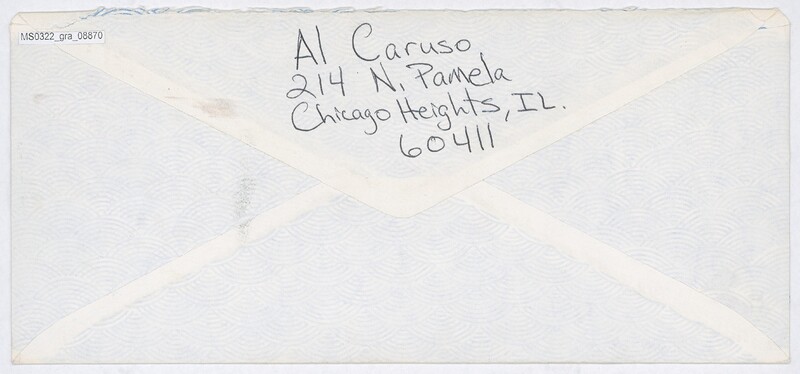 MS0322_gra_08870
Al Caruso
214 N. Pamela
Chicago Heights, IL.
60411